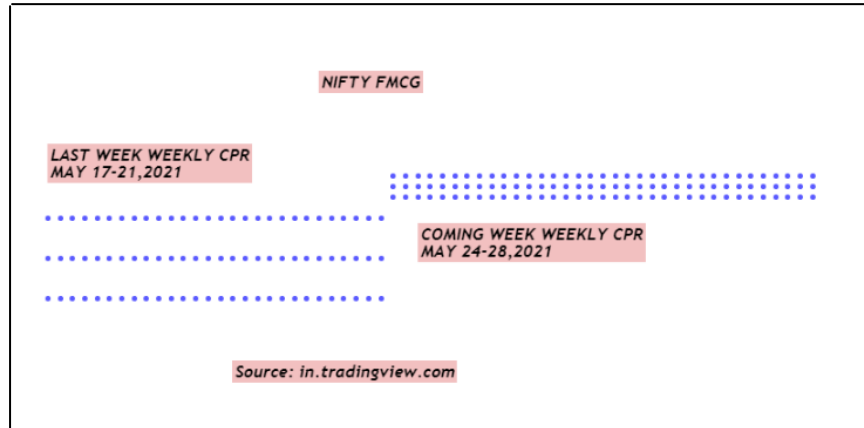 NIFTY FMCG
LAST WEEK WEEKLY CPR
MAY 17-21,2021
COMING WEEK WEEKLY CPR
MAY 24-28,2021
Source: in.tradingview.com